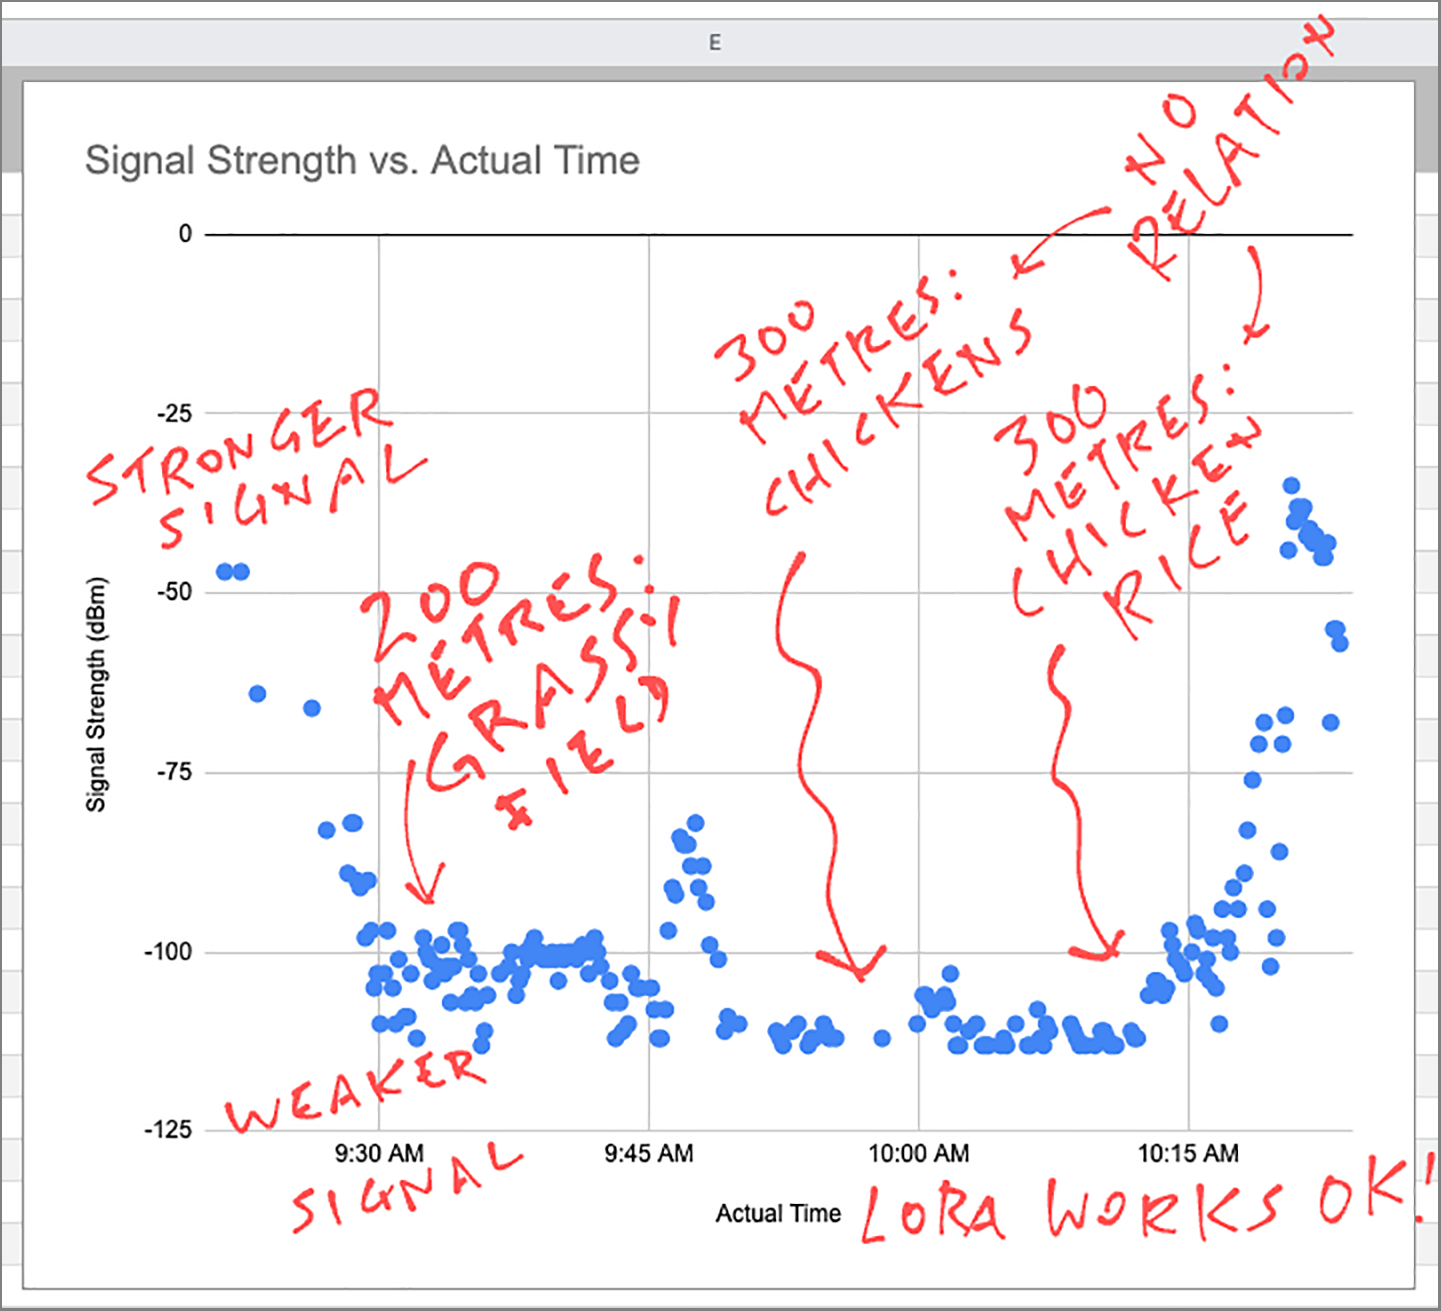 E
Signal Strength vs. Actual Time
NO
RELATION
0
-25
-50
-75
-100
-125
Signal Strength (dBm)
STRONGER
SIGNAL
200
METRES:
GRASSY
FIELD
300
METRES:
CHICKENS
300
METRES:
CHICKEN
RICE
WEAKER
SIGNAL
9:30 AM
9:45 AM
10:00 AM
10:15 AM
Actual Time
LORA WORKS OK!